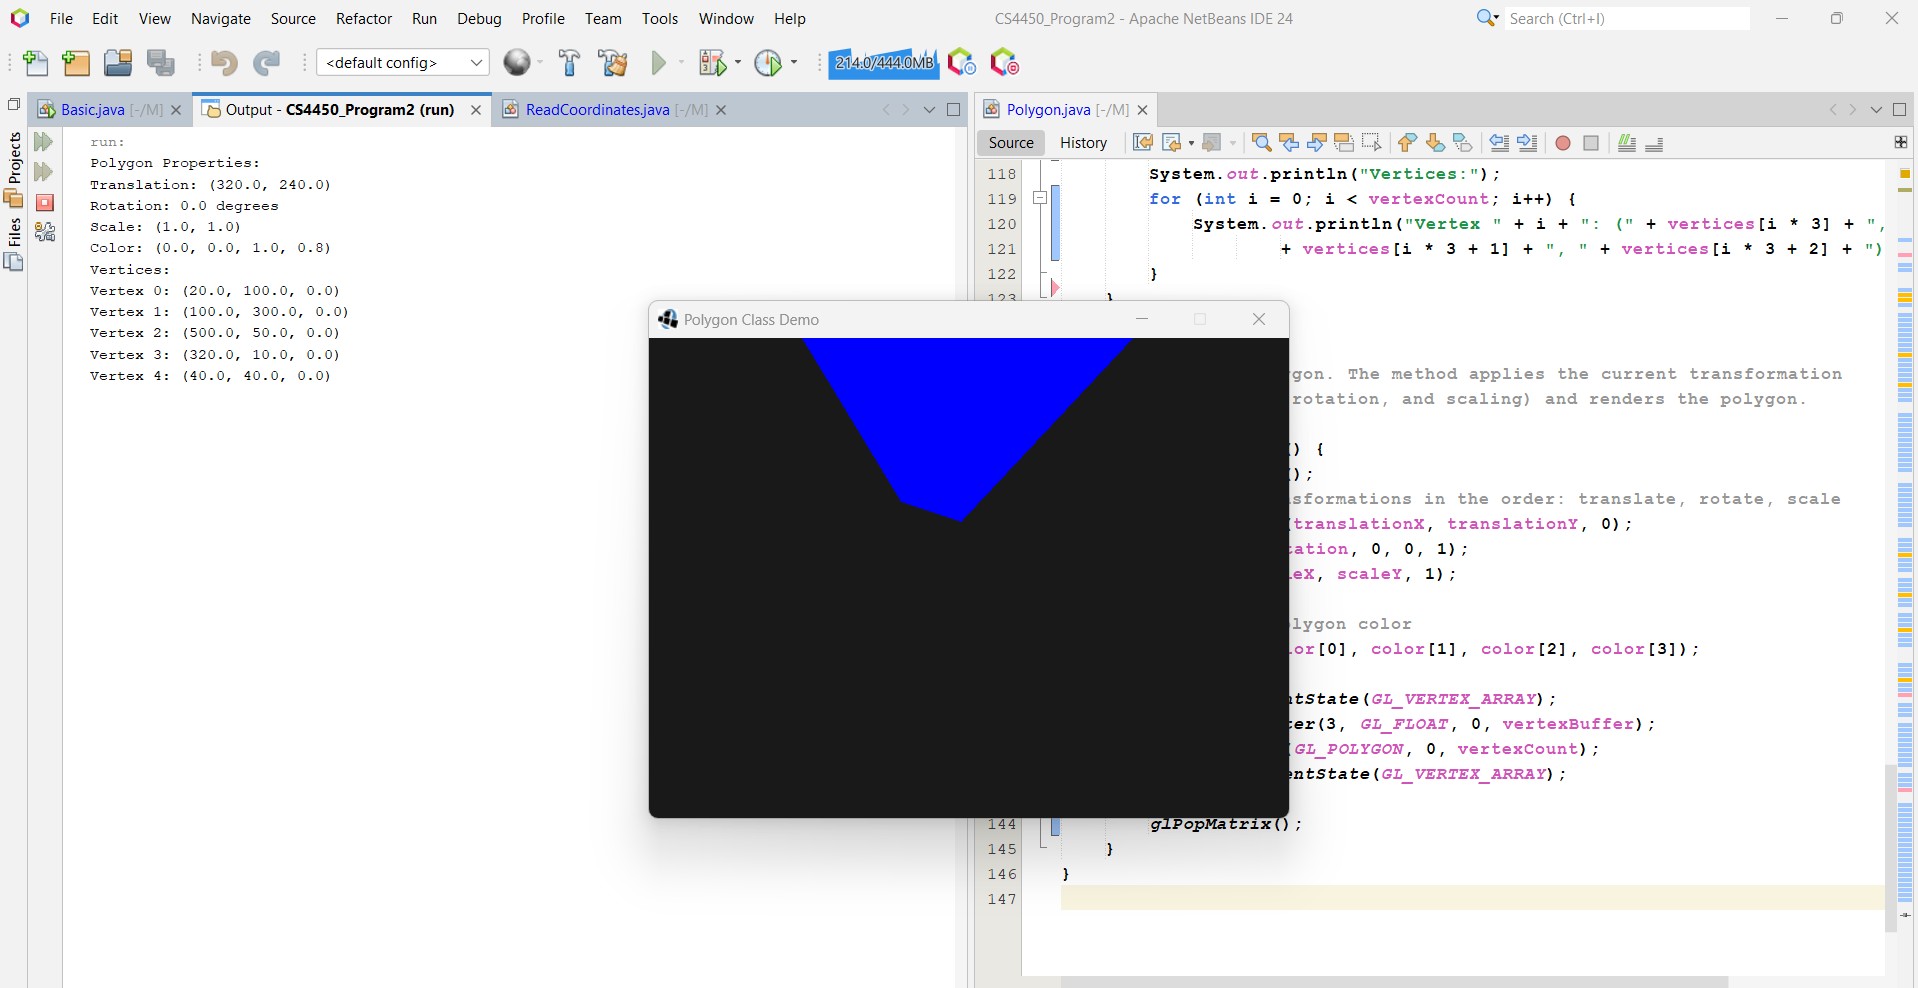 File Edit View Navigate Source Refactor Run Debug Profile Team Tools Window Help
CS4450_Program2 - Apache NetBeans IDE 24
Search (Ctrl+I)
<default config>
214.0/444.0MB
Basic.java [-/M]
Output - CS4450_Program2 (run)
ReadCoordinates.java [-/M]
Projects
Files
run:
Polygon Properties:
Translation: (320.0, 240.0)
Rotation: 0.0 degrees
Scale: (1.0, 1.0)
Color: (0.0, 0.0, 1.0, 0.8)
Vertices:
Vertex 0: (20.0, 100.0, 0.0)
Vertex 1: (100.0, 300.0, 0.0)
Vertex 2: (500.0, 50.0, 0.0)
Vertex 3: (320.0, 10.0, 0.0)
Vertex 4: (40.0, 40.0, 0.0)
Polygon Class Demo
Polygon.java [-/M]
Source History
118 System.out.println("Vertices:");
119 for (int i = 0; i < vertexCount; i++) {
120 System.out.println("Vertex " + i + ": (" + vertices[i * 3] + ",
121 + vertices[i * 3 + 1] + ", " + vertices[i * 3 + 2] + ")
122 }
123 }
gon. The method applies the current transformation
rotation, and scaling) and renders the polygon.
) {
);
sformations in the order: translate, rotate, scale
(translationX, translationY, 0);
tation, 0, 0, 1);
eX, scaleY, 1);
lygon color
or[0], color[1], color[2], color[3]);
ntState(GL_VERTEX_ARRAY);
ter(3, GL_FLOAT, 0, vertexBuffer);
(GL_POLYGON, 0, vertexCount);
entState(GL_VERTEX_ARRAY);
144 glPopMatrix();
145 }
146 }
147